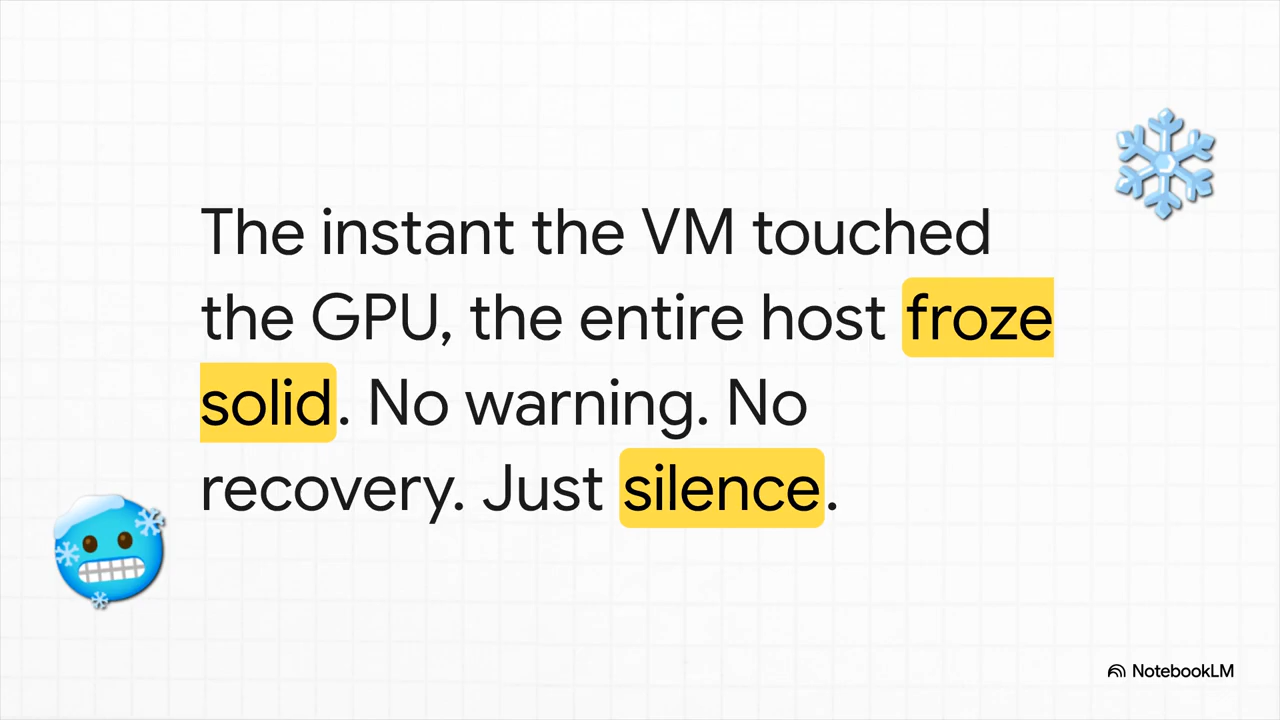 The instant the VM touched
the GPU, the entire host froze
solid. No warning. No
recovery. Just silence.
NotebookLM